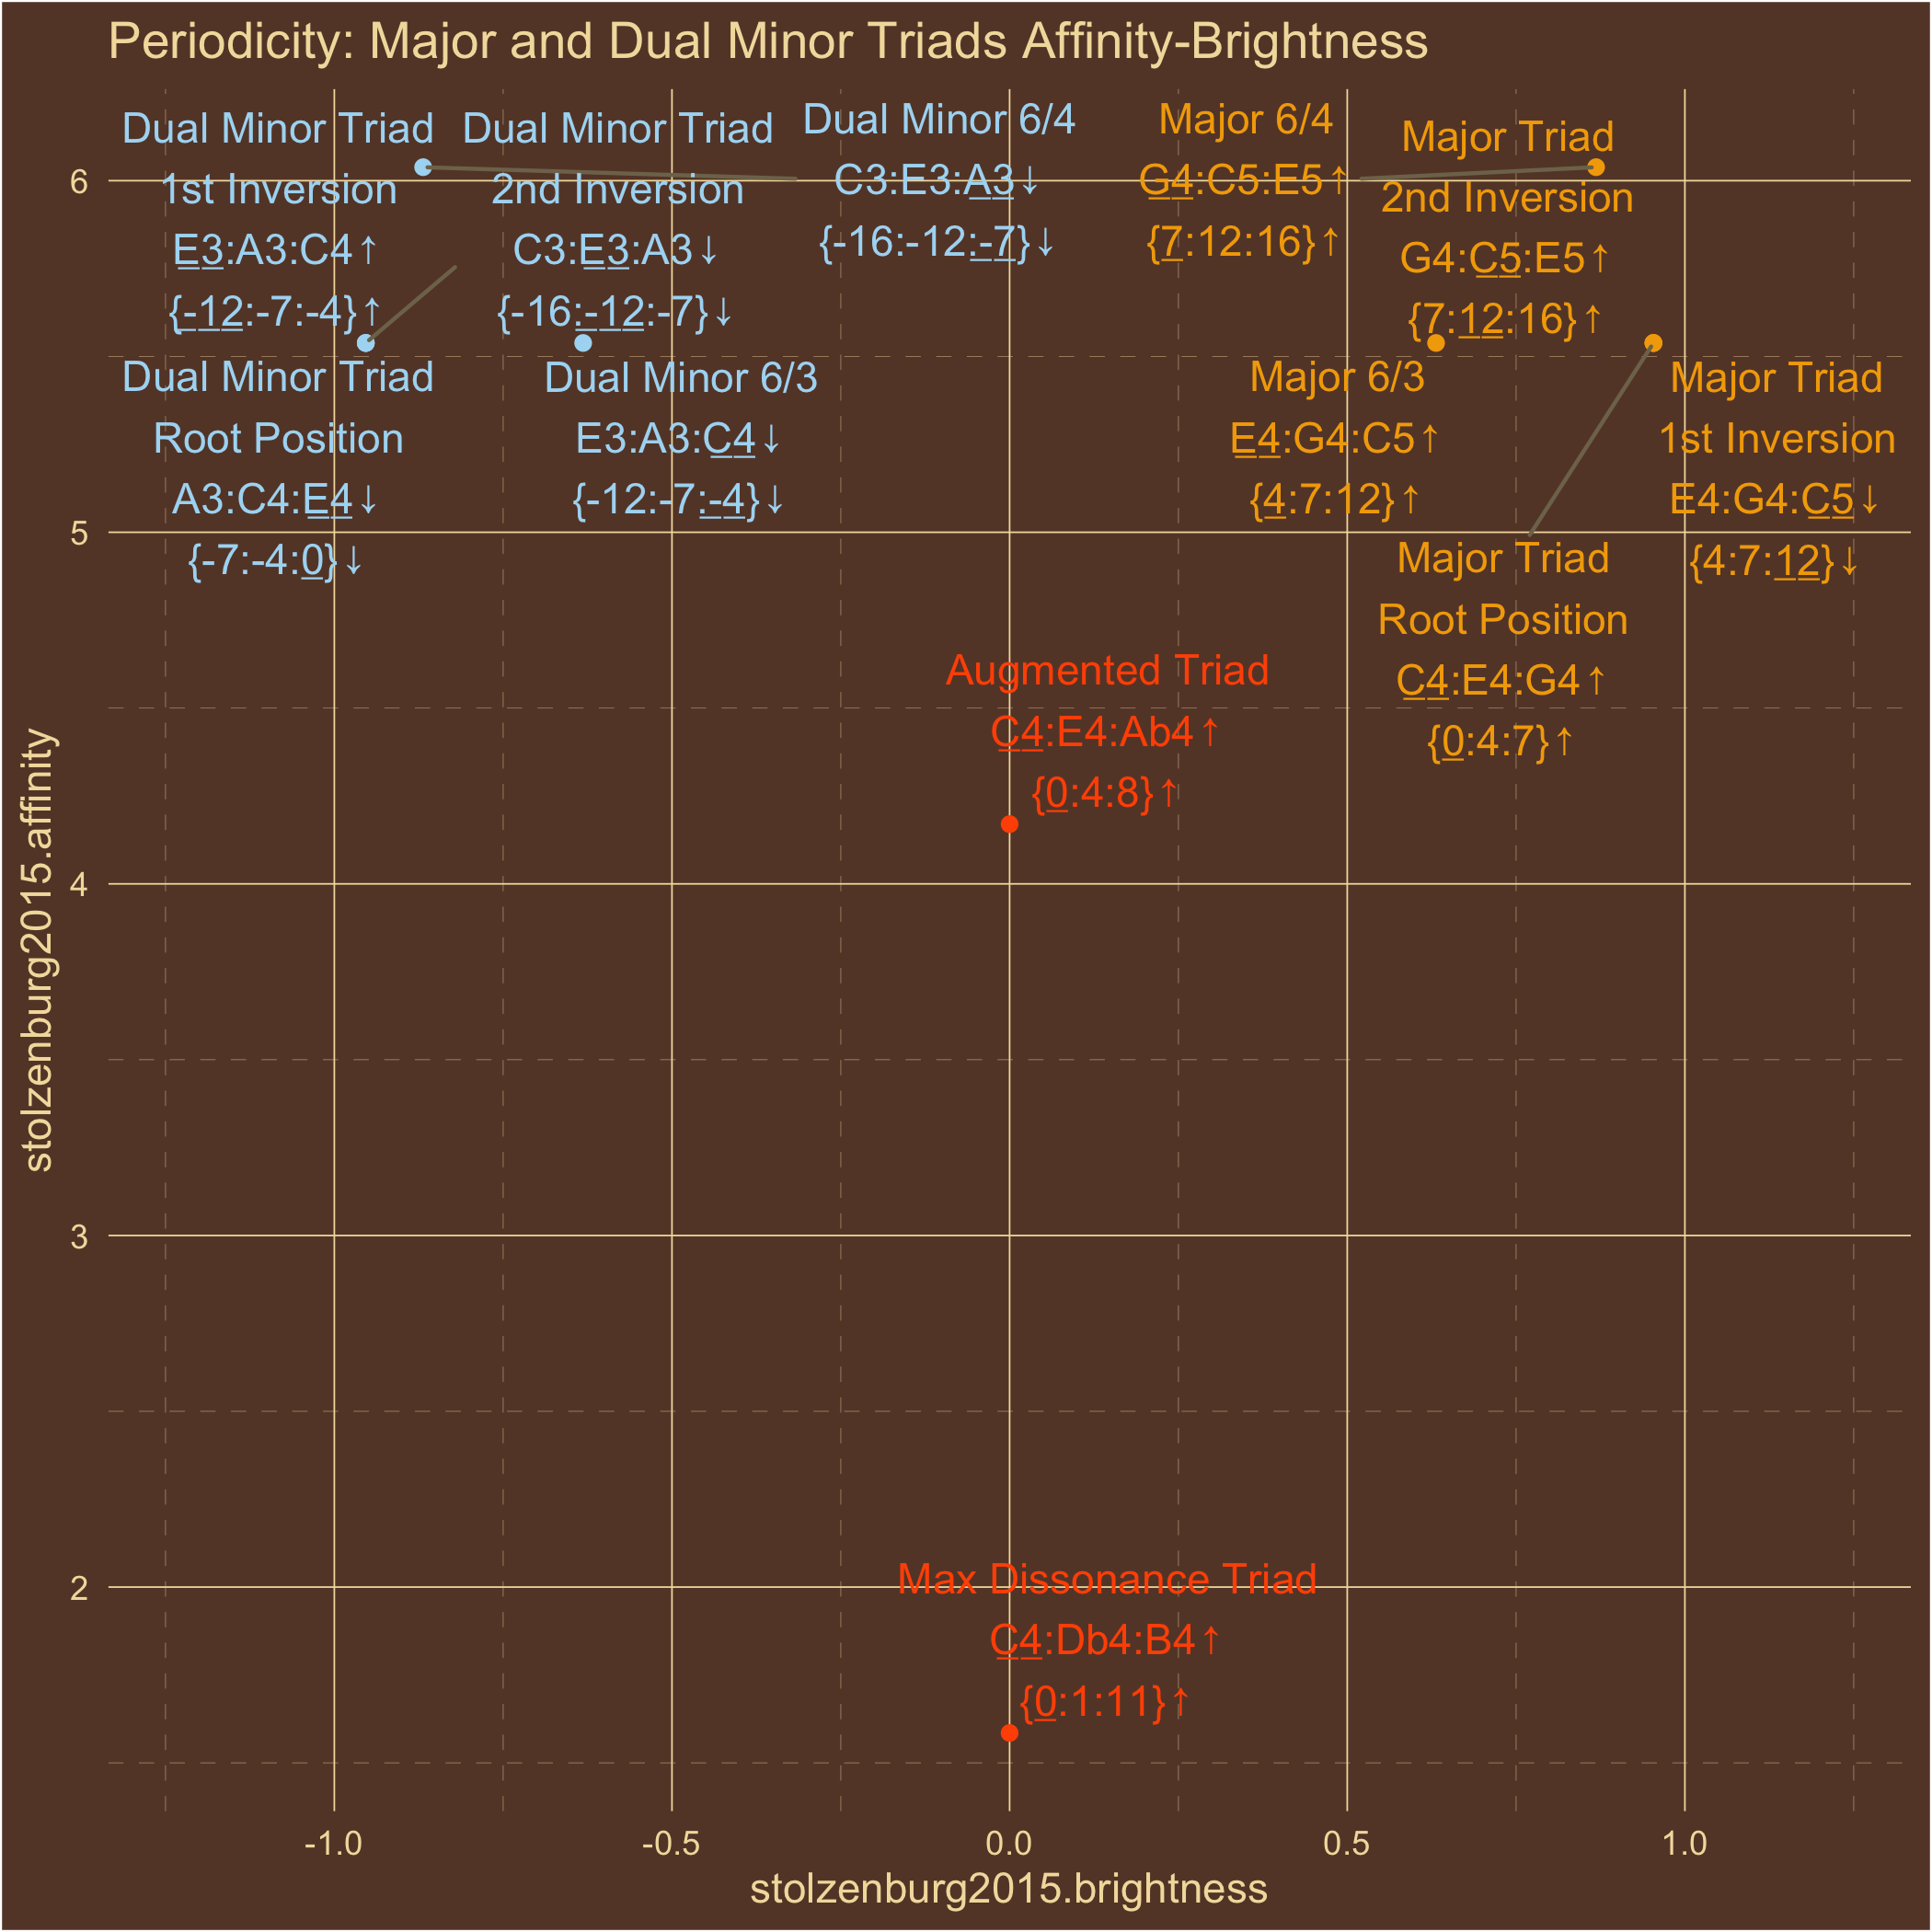 Periodicity: Major and Dual Minor Triads Affinity-Brightness
Dual Minor Triad
1st Inversion
E3:A3:C4↑
{-12:-7:-4}↑
Dual Minor Triad
2nd Inversion
C3:E3:A3↓
{-16:-12:-7}↓
Dual Minor 6/4
C3:E3:A3↓
{-16:-12:-7}↓
Major 6/4
G4:C5:E5↑
{7:12:16}↑
Major Triad
2nd Inversion
G4:C5:E5↑
{7:12:16}↑
Dual Minor Triad
Root Position
A3:C4:E4↓
{-7:-4:0}↓
Dual Minor 6/3
E3:A3:C4↓
{-12:-7:-4}↓
Major 6/3
E4:G4:C5↑
{4:7:12}↑
Major Triad
1st Inversion
E4:G4:C5↓
{4:7:12}↓
Major Triad
Root Position
C4:E4:G4↑
{0:4:7}↑
Augmented Triad
C4:E4:Ab4↑
{0:4:8}↑
Max Dissonance Triad
C4:Db4:B4↑
{0:1:11}↑
6
5
4
3
2
stolzenburg2015.affinity
-1.0
-0.5
0.0
0.5
1.0
stolzenburg2015.brightness